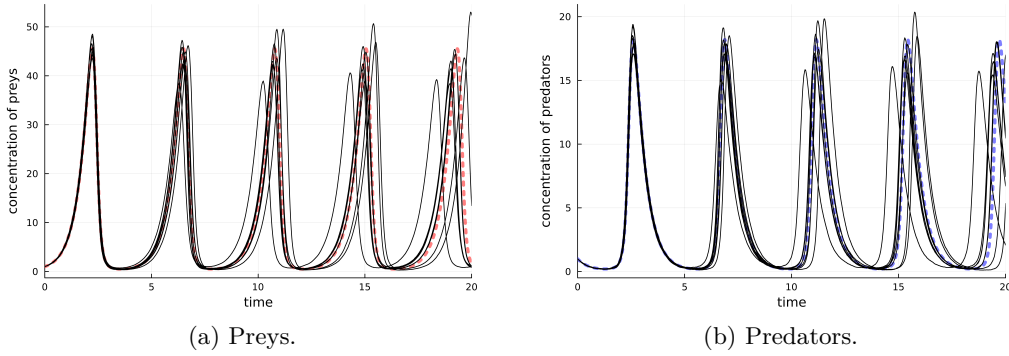 concentration of preys
50
40
30
20
10
0
0 5 10 15 20
time
(a) Preys.
concentration of predators
20
15
10
5
0
0 5 10 15 20
time
(b) Predators.